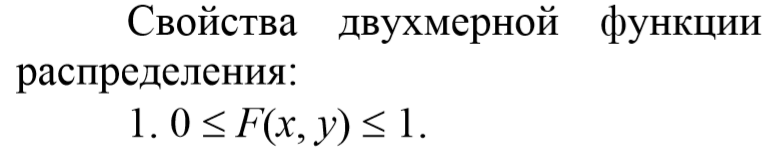 Свойства двухмерной функции
распределения:
1. 0 ≤ F(x, y) ≤ 1.